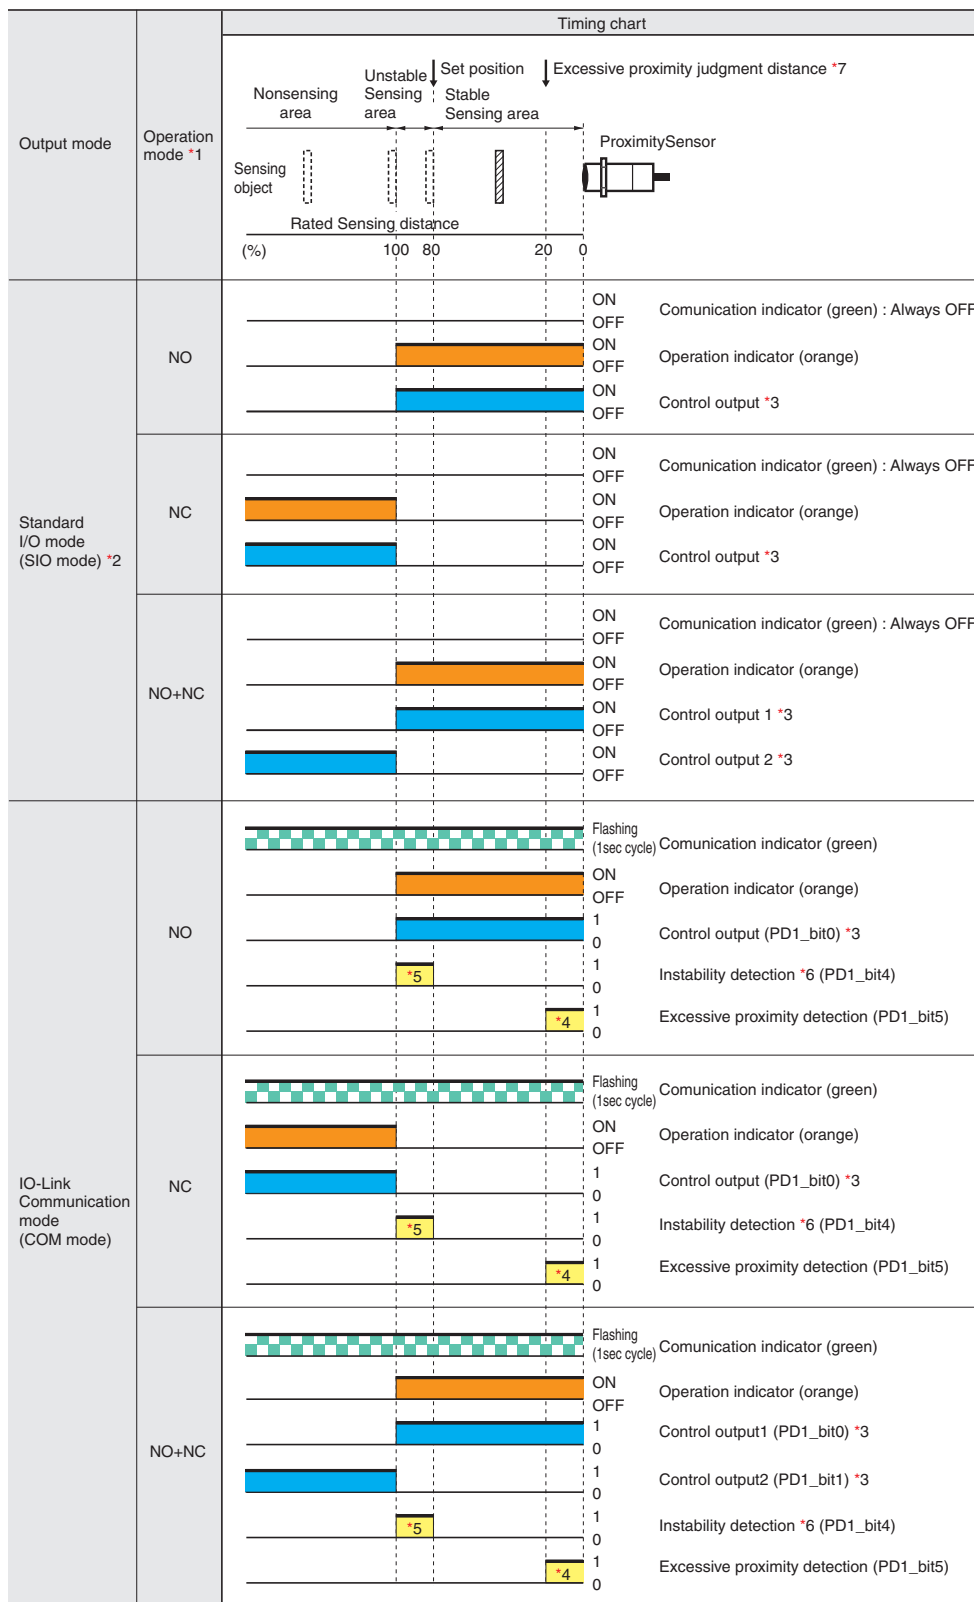 Timing chart
Output mode
Operation
mode *1
Set position
Excessive proximity judgment distance *7
Nonsensing
area
Unstable
Sensing
area
Stable
Sensing area
ProximitySensor
Sensing
object
Rated Sensing distance
(%)
100
80
20
0
Standard
I/O mode
(SIO mode) *2
NO
ON
OFF
Comunication indicator (green) : Always OFF
ON
OFF
Operation indicator (orange)
ON
OFF
Control output *3
NC
ON
OFF
Comunication indicator (green) : Always OFF
ON
OFF
Operation indicator (orange)
ON
OFF
Control output *3
NO+NC
ON
OFF
Comunication indicator (green) : Always OFF
ON
OFF
Operation indicator (orange)
ON
OFF
Control output 1 *3
ON
OFF
Control output 2 *3
IO-Link
Communication
mode
(COM mode)
NO
Flashing
(1sec cycle)
Comunication indicator (green)
ON
OFF
Operation indicator (orange)
1
0
Control output (PD1_bit0) *3
*5
1
0
Instability detection *6 (PD1_bit4)
*4
1
0
Excessive proximity detection (PD1_bit5)
NC
Flashing
(1sec cycle)
Comunication indicator (green)
ON
OFF
Operation indicator (orange)
1
0
Control output (PD1_bit0) *3
*5
1
0
Instability detection *6 (PD1_bit4)
*4
1
0
Excessive proximity detection (PD1_bit5)
NO+NC
Flashing
(1sec cycle)
Comunication indicator (green)
ON
OFF
Operation indicator (orange)
1
0
Control output1 (PD1_bit0) *3
1
0
Control output2 (PD1_bit1) *3
*5
1
0
Instability detection *6 (PD1_bit4)
*4
1
0
Excessive proximity detection (PD1_bit5)